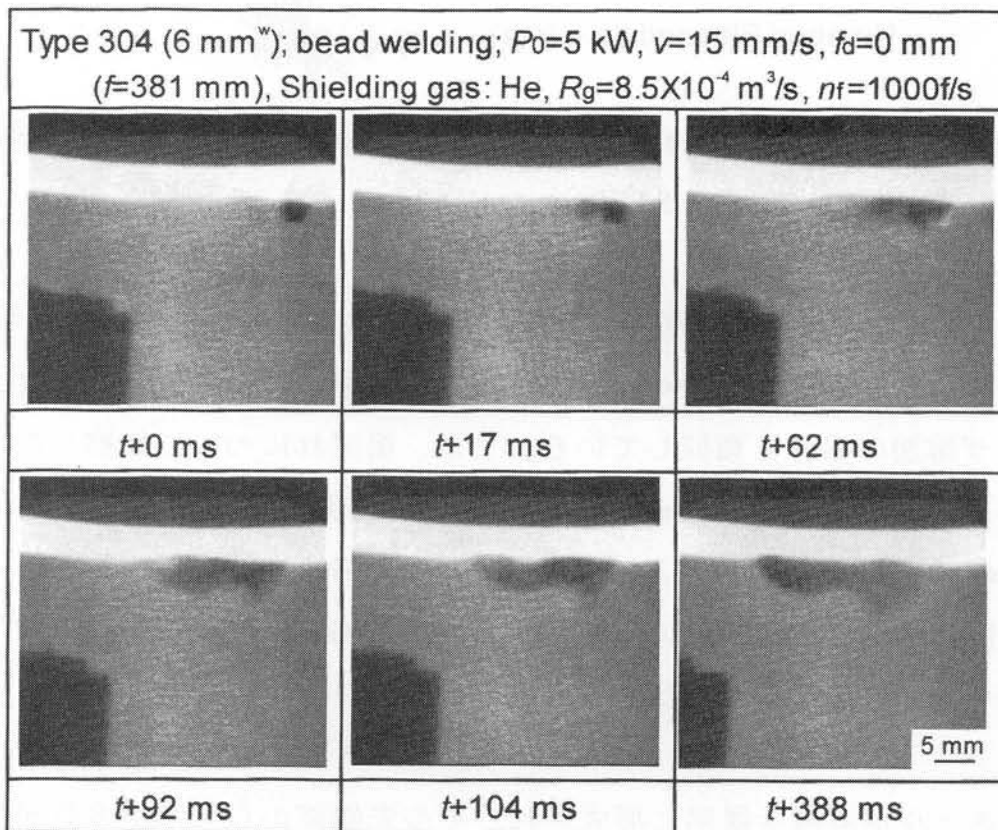 Type 304 (6 mmʷ); bead welding; P₀=5 kW, v=15 mm/s, fd=0 mm
(f=381 mm), Shielding gas: He, Rg=8.5X10⁻⁴ m³/s, nf=1000f/s
t+0 ms
t+17 ms
t+62 ms
5 mm
t+92 ms
t+104 ms
t+388 ms